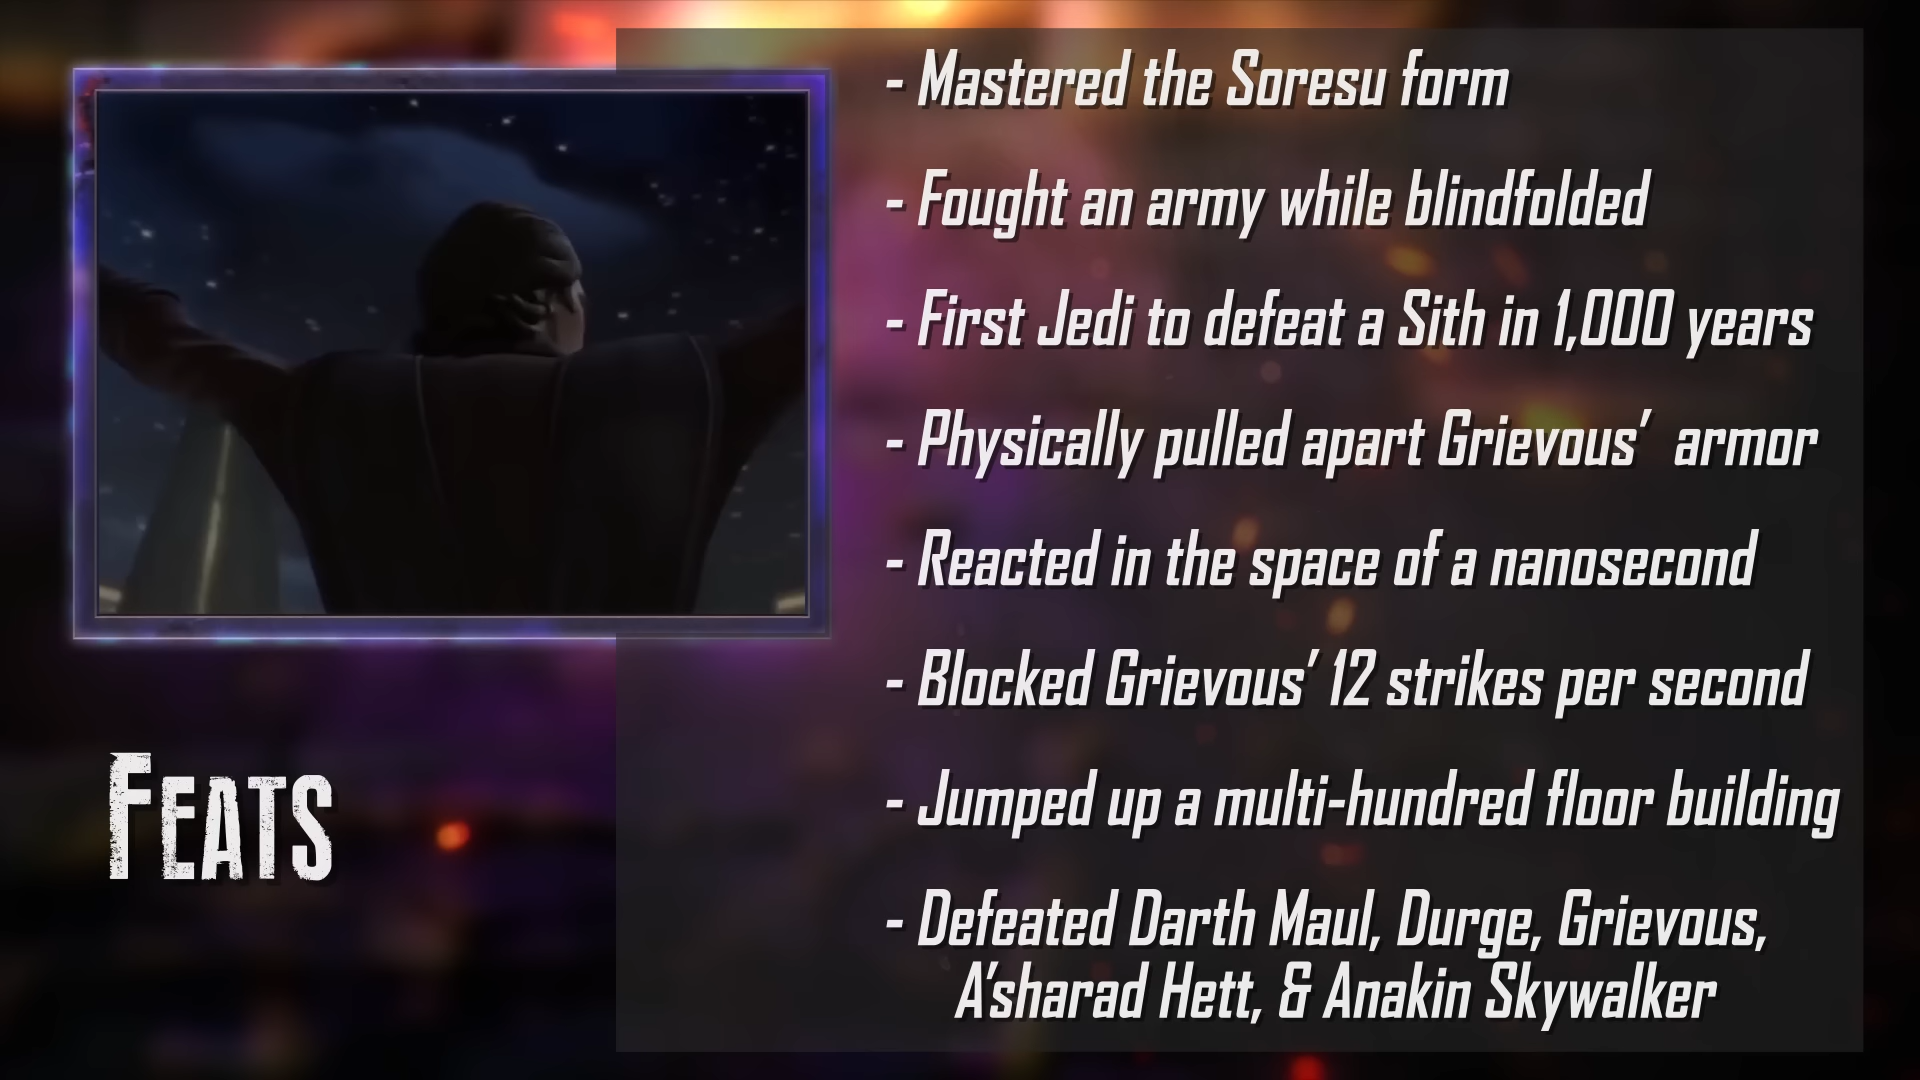 - Mastered the Soresu form
- Fought an army while blindfolded
- First Jedi to defeat a Sith in 1,000 years
- Physically pulled apart Grievous' armor
- Reacted in the space of a nanosecond
- Blocked Grievous' 12 strikes per second
- Jumped up a multi-hundred floor building
- Defeated Darth Maul, Durge, Grievous,
A'sharad Hett, & Anakin Skywalker
Feats